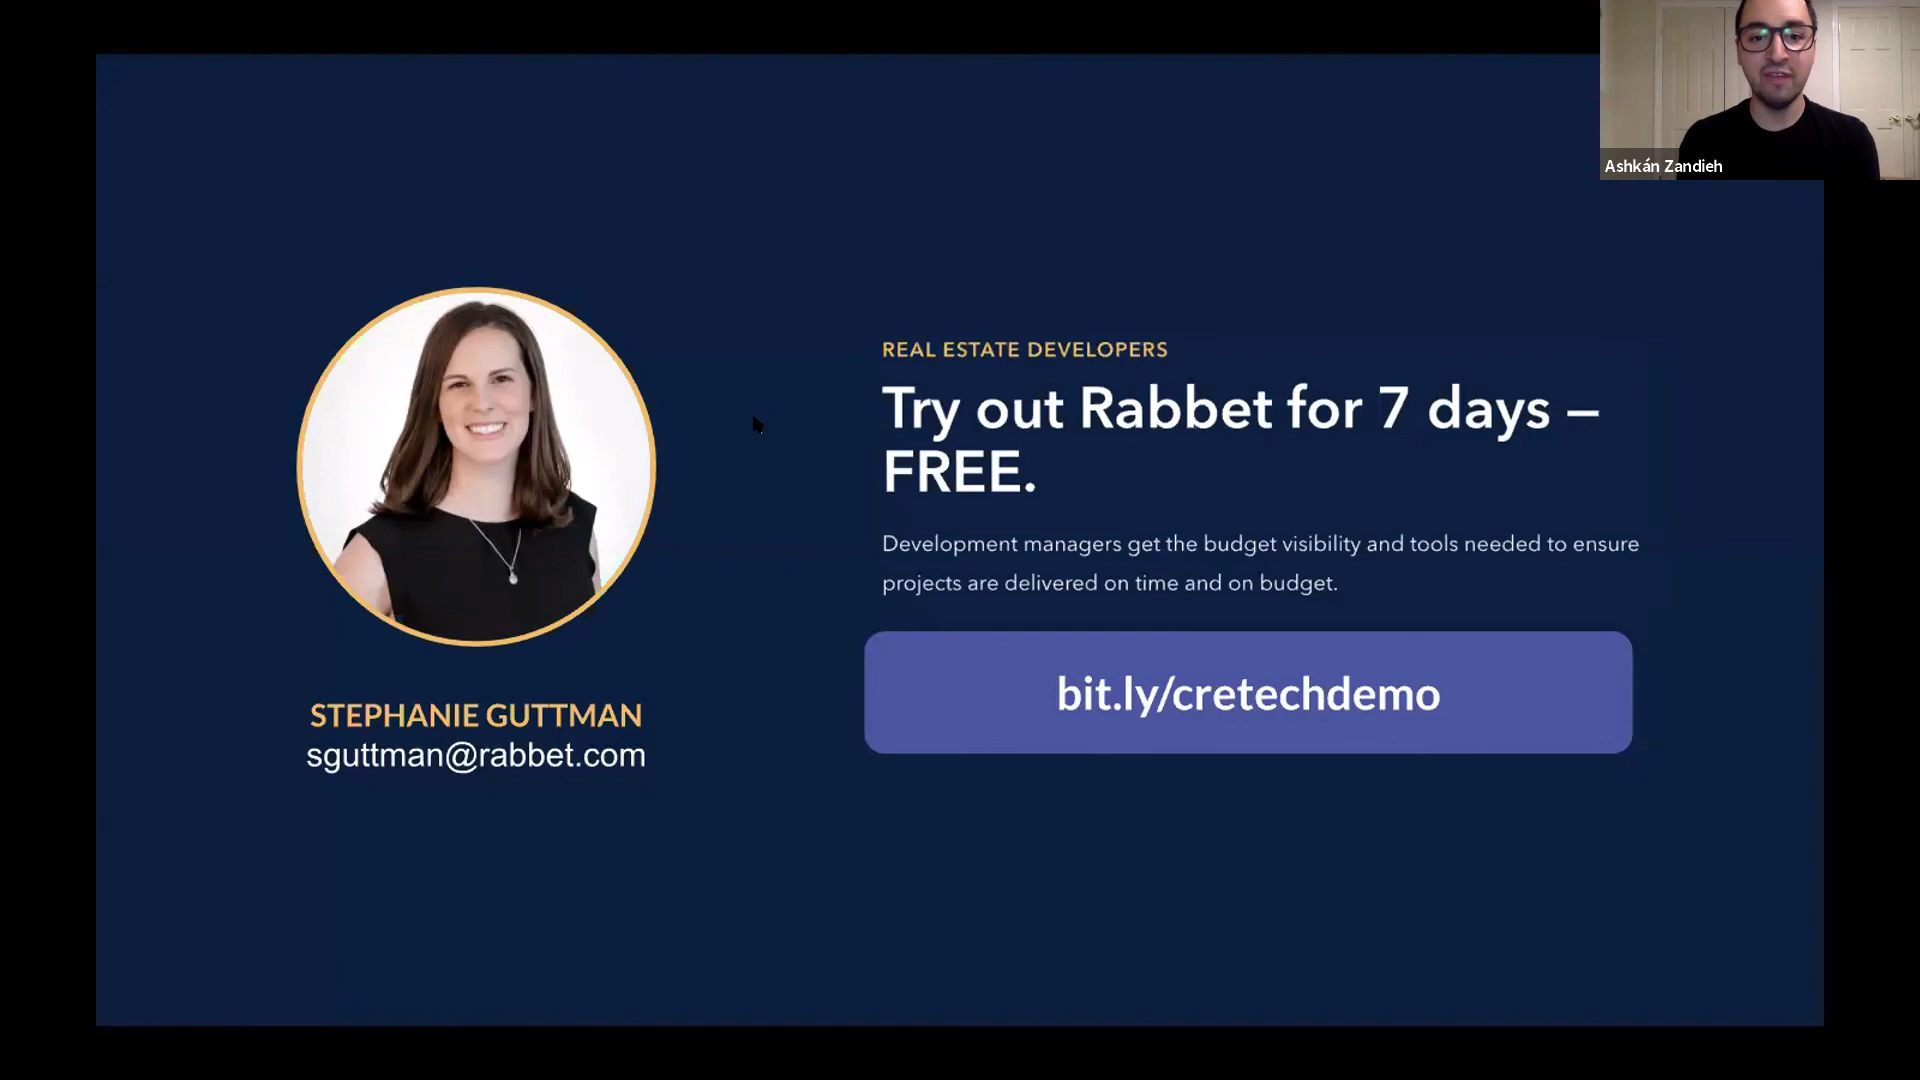 Ashkán Zandieh
REAL ESTATE DEVELOPERS
Try out Rabbet for 7 days –
FREE.
Development managers get the budget visibility and tools needed to ensure
projects are delivered on time and on budget.
bit.ly/cretechdemo
STEPHANIE GUTTMAN
sguttman@rabbet.com